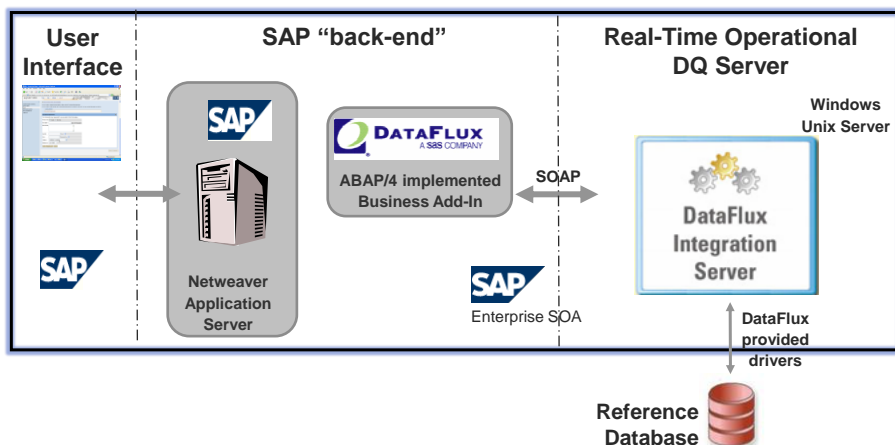 User
Interface
SAP
SAP “back-end”
SAP
Netweaver
Application
Server
DATAFLUX
A sas COMPANY
ABAP/4 implemented
Business Add-In
SOAP
SAP
Enterprise SOA
Real-Time Operational
DQ Server
Windows
Unix Server
DataFlux
Integration
Server
DataFlux
provided
drivers
Reference
Database